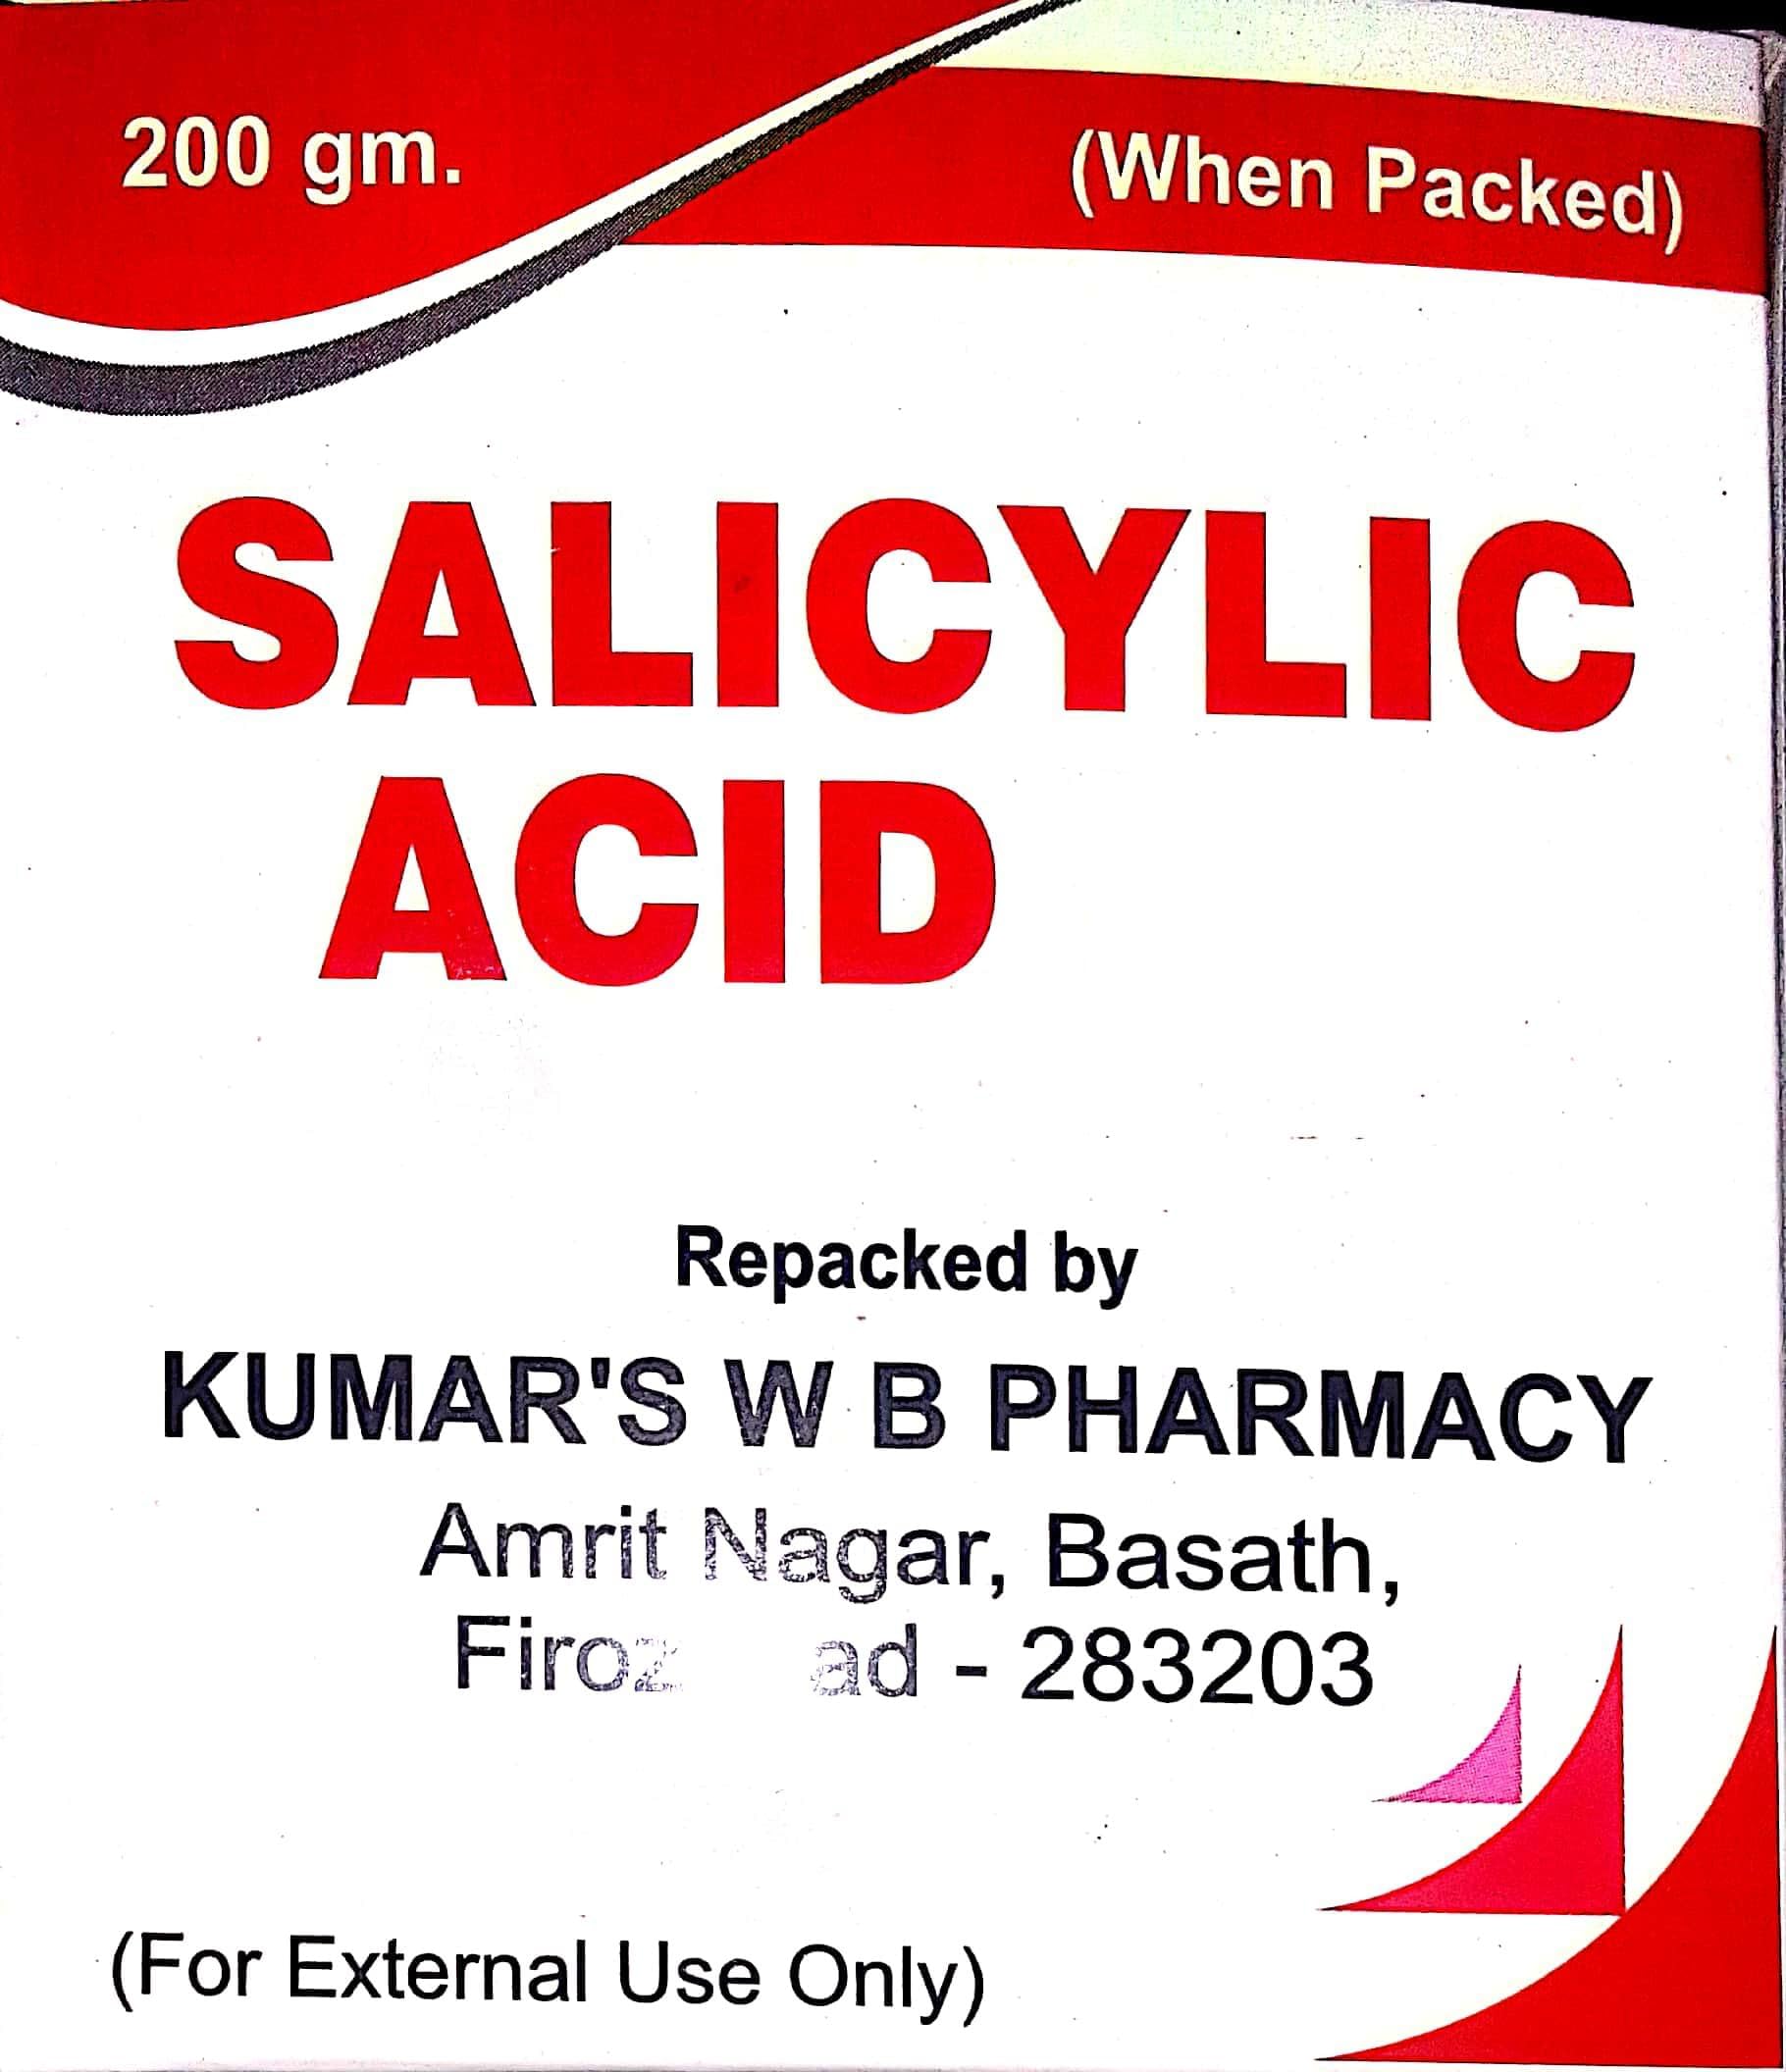 200 gm.
(When Packed)
SALICYLIC
ACID
Repacked by
KUMAR'S W B PHARMACY
Amrit Nagar, Basath,
- 283203
(For External Use Only)